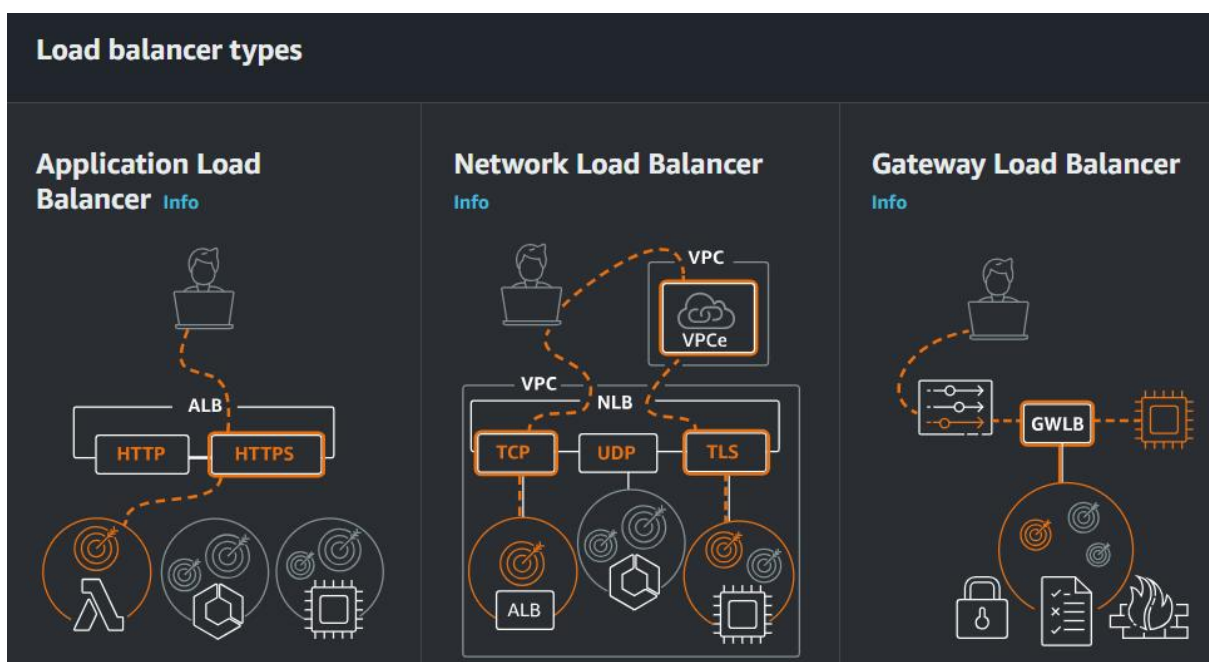 Load balancer types
Application Load
Balancer Info
ALB
HTTP
HTTPS
Network Load Balancer
Info
VPC
VPCe
VPC
NLB
TCP
UDP
TLS
ALB
Gateway Load Balancer
Info
GWLB